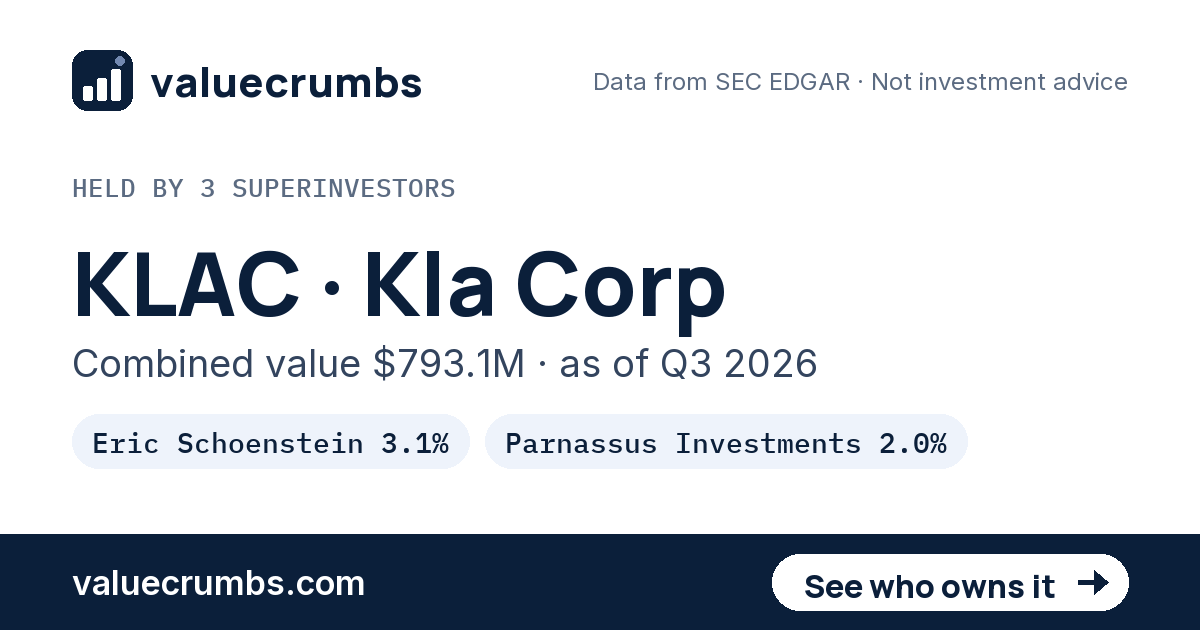 valuecrumbs
Data from SEC EDGAR · Not investment advice
HELD BY 3 SUPERINVESTORS
KLAC · Kla Corp
Combined value $793.1M · as of Q3 2026
Eric Schoenstein 3.1%
Parnassus Investments 2.0%
valuecrumbs.com
See who owns it →